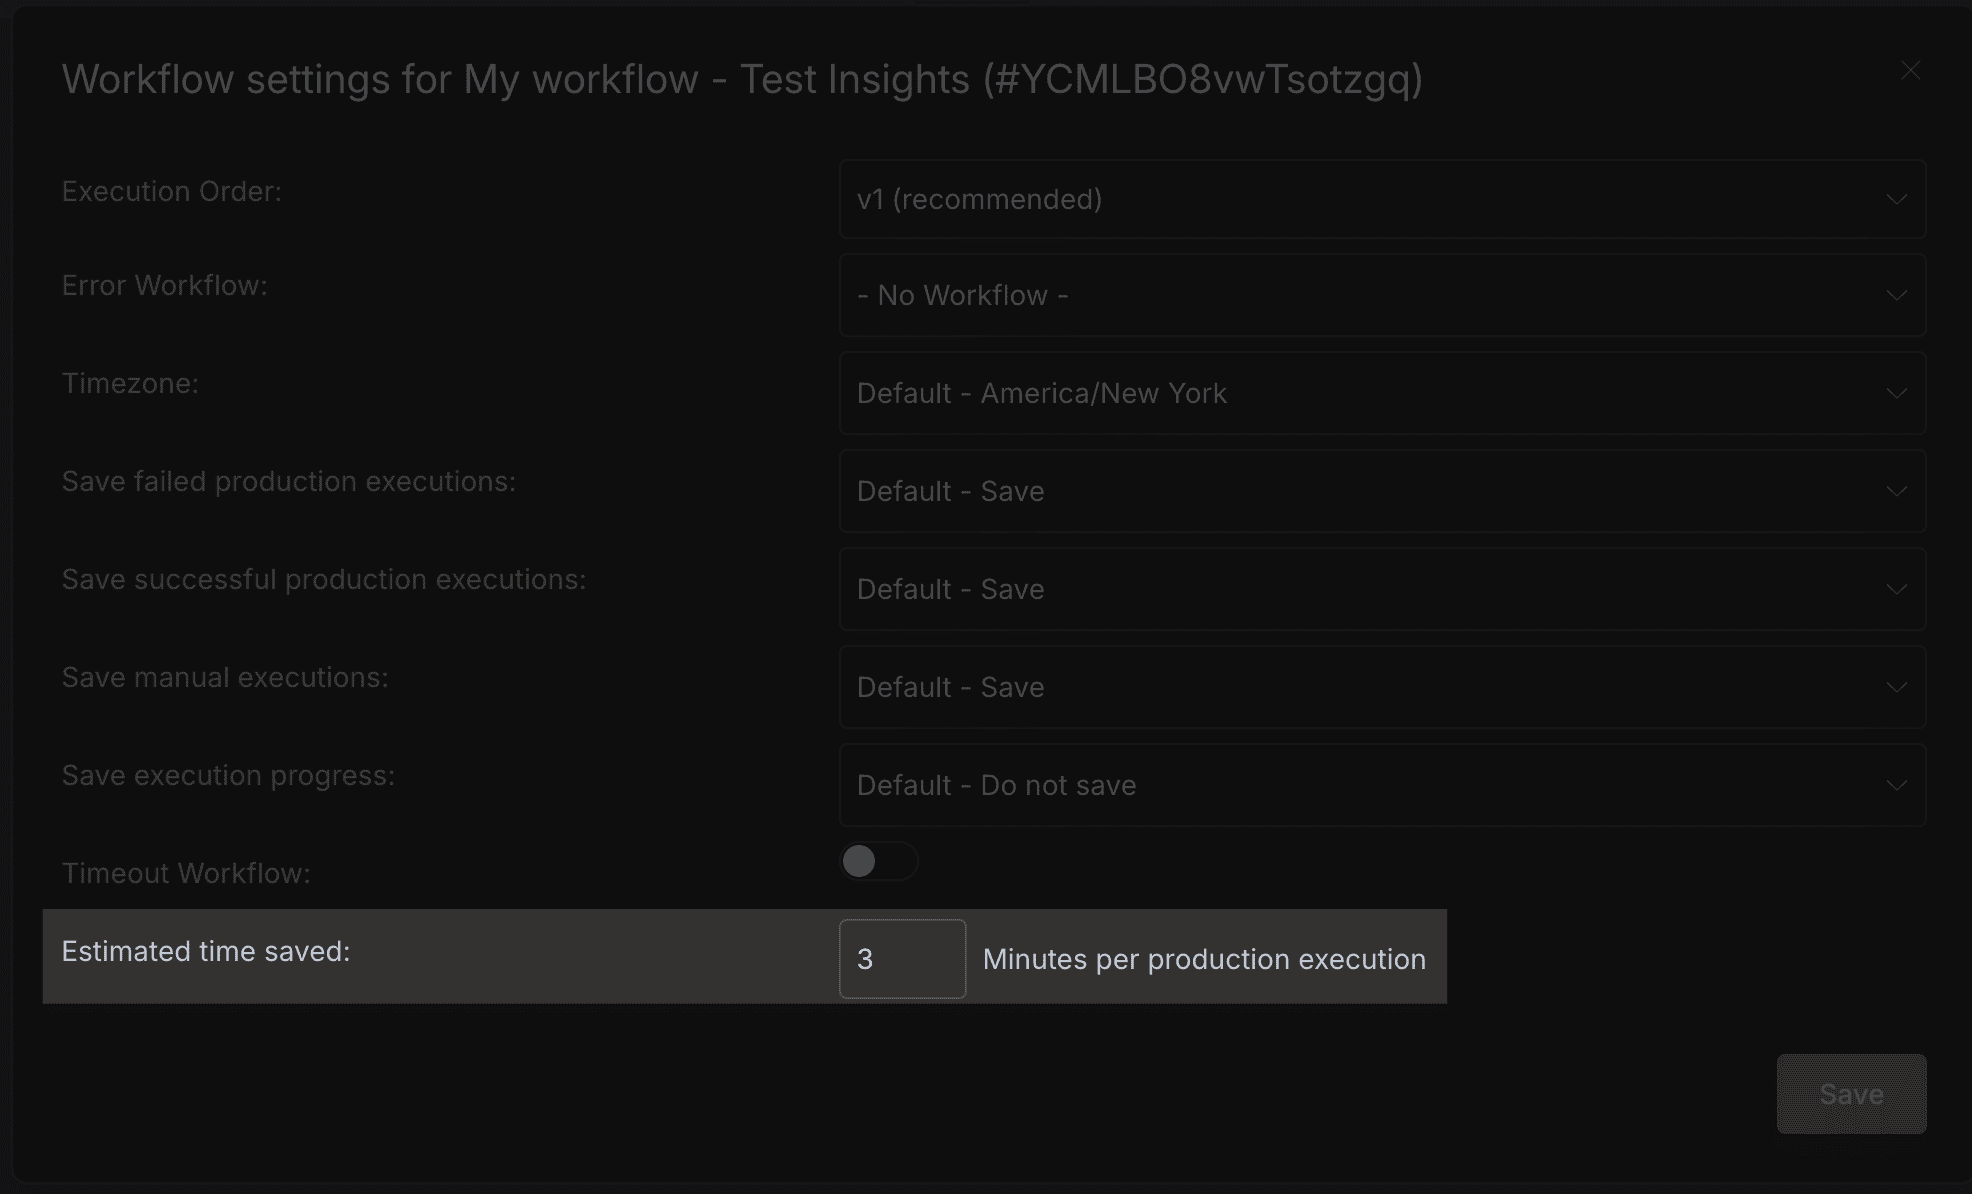 Workflow settings for My workflow - Test Insights (#YCMLBO8vwTsotzgq)
Execution Order:
v1 (recommended)
Error Workflow:
- No Workflow -
Timezone:
Default - America/New York
Save failed production executions:
Default - Save
Save successful production executions:
Default - Save
Save manual executions:
Default - Save
Save execution progress:
Default - Do not save
Timeout Workflow:
Estimated time saved:
3
Minutes per production execution
Save